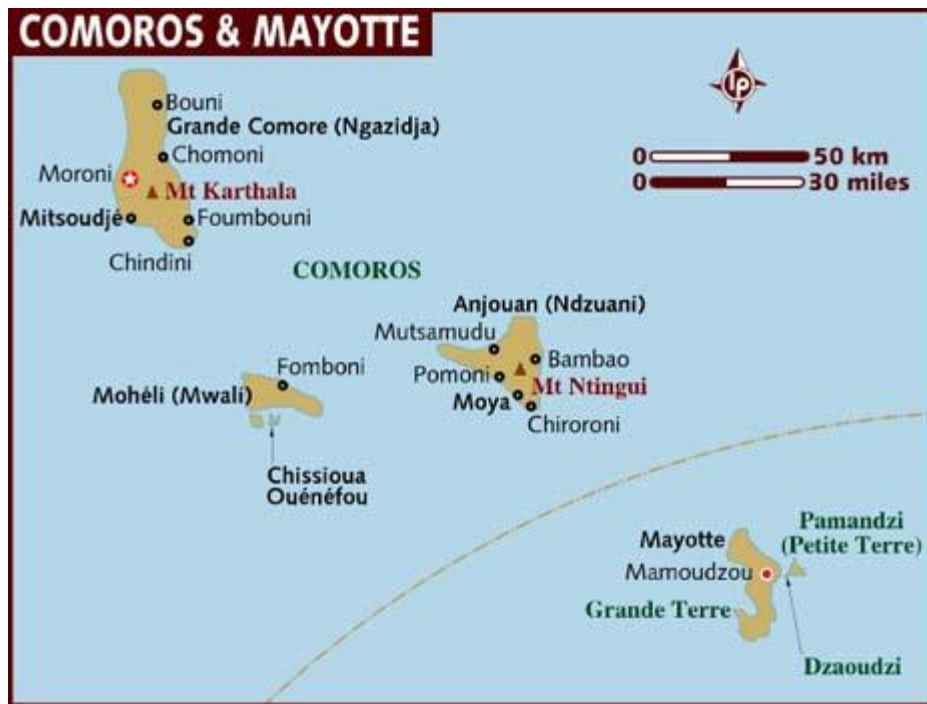 COMOROS & MAYOTTE
lp
Bouni
Grande Comore (Ngazidja)
Chomoni
Moroni
Mt Karthala
Mitsoudjé
Foumbouni
Chindini
0 50 km
0 30 miles
COMOROS
Anjouan (Ndzuani)
Mutsamudu
Bambao
Pomoni
Mt Ntingui
Moya
Chiroroni
Fomboni
Mohéli (Mwali)
Chissioua
Ouénéfou
Mayotte
Pamandzi
(Petite Terre)
Mamoudzou
Grande Terre
Dzaoudzi